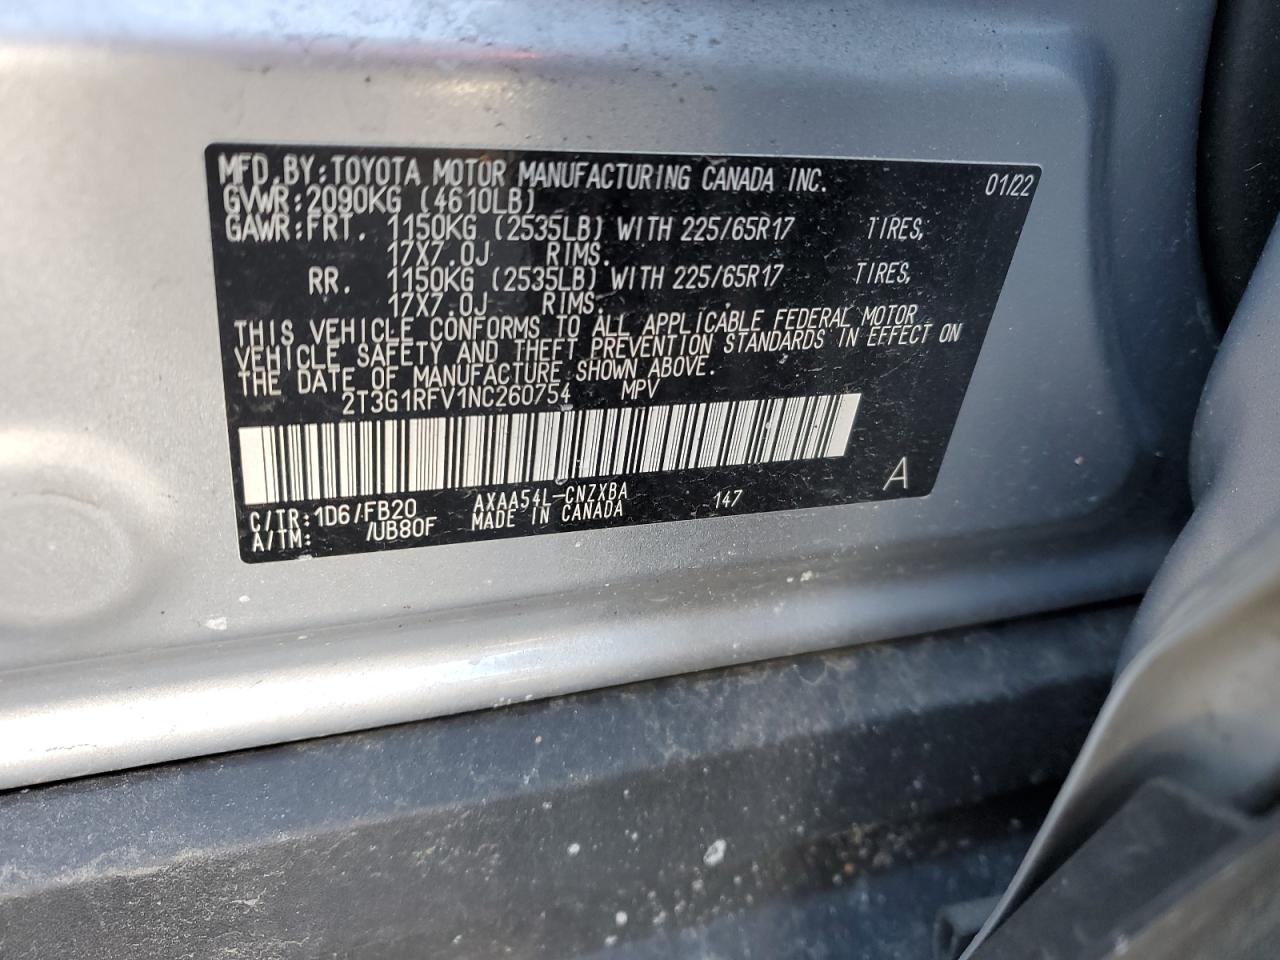 MFD.BY:TOYOTA MOTOR MANUFACTURING CANADA INC. 01/22
GVWR:2090KG (4610LB)
GAWR:FRT. 1150KG (2535LB) WITH 225/65R17 TIRES,
17X7.0J RIMS.
RR. 1150KG (2535LB) WITH 225/65R17 TIRES,
17X7.0J RIMS.
THIS VEHICLE CONFORMS TO ALL APPLICABLE FEDERAL MOTOR
VEHICLE SAFETY AND THEFT PREVENTION STANDARDS IN EFFECT ON
THE DATE OF MANUFACTURE SHOWN ABOVE.
2T3G1RFV1NC260754 MPV
C/TR:1D6/FB20 AXAA54L-CNZXBA 147 A
A/TM: /UB80F MADE IN CANADA